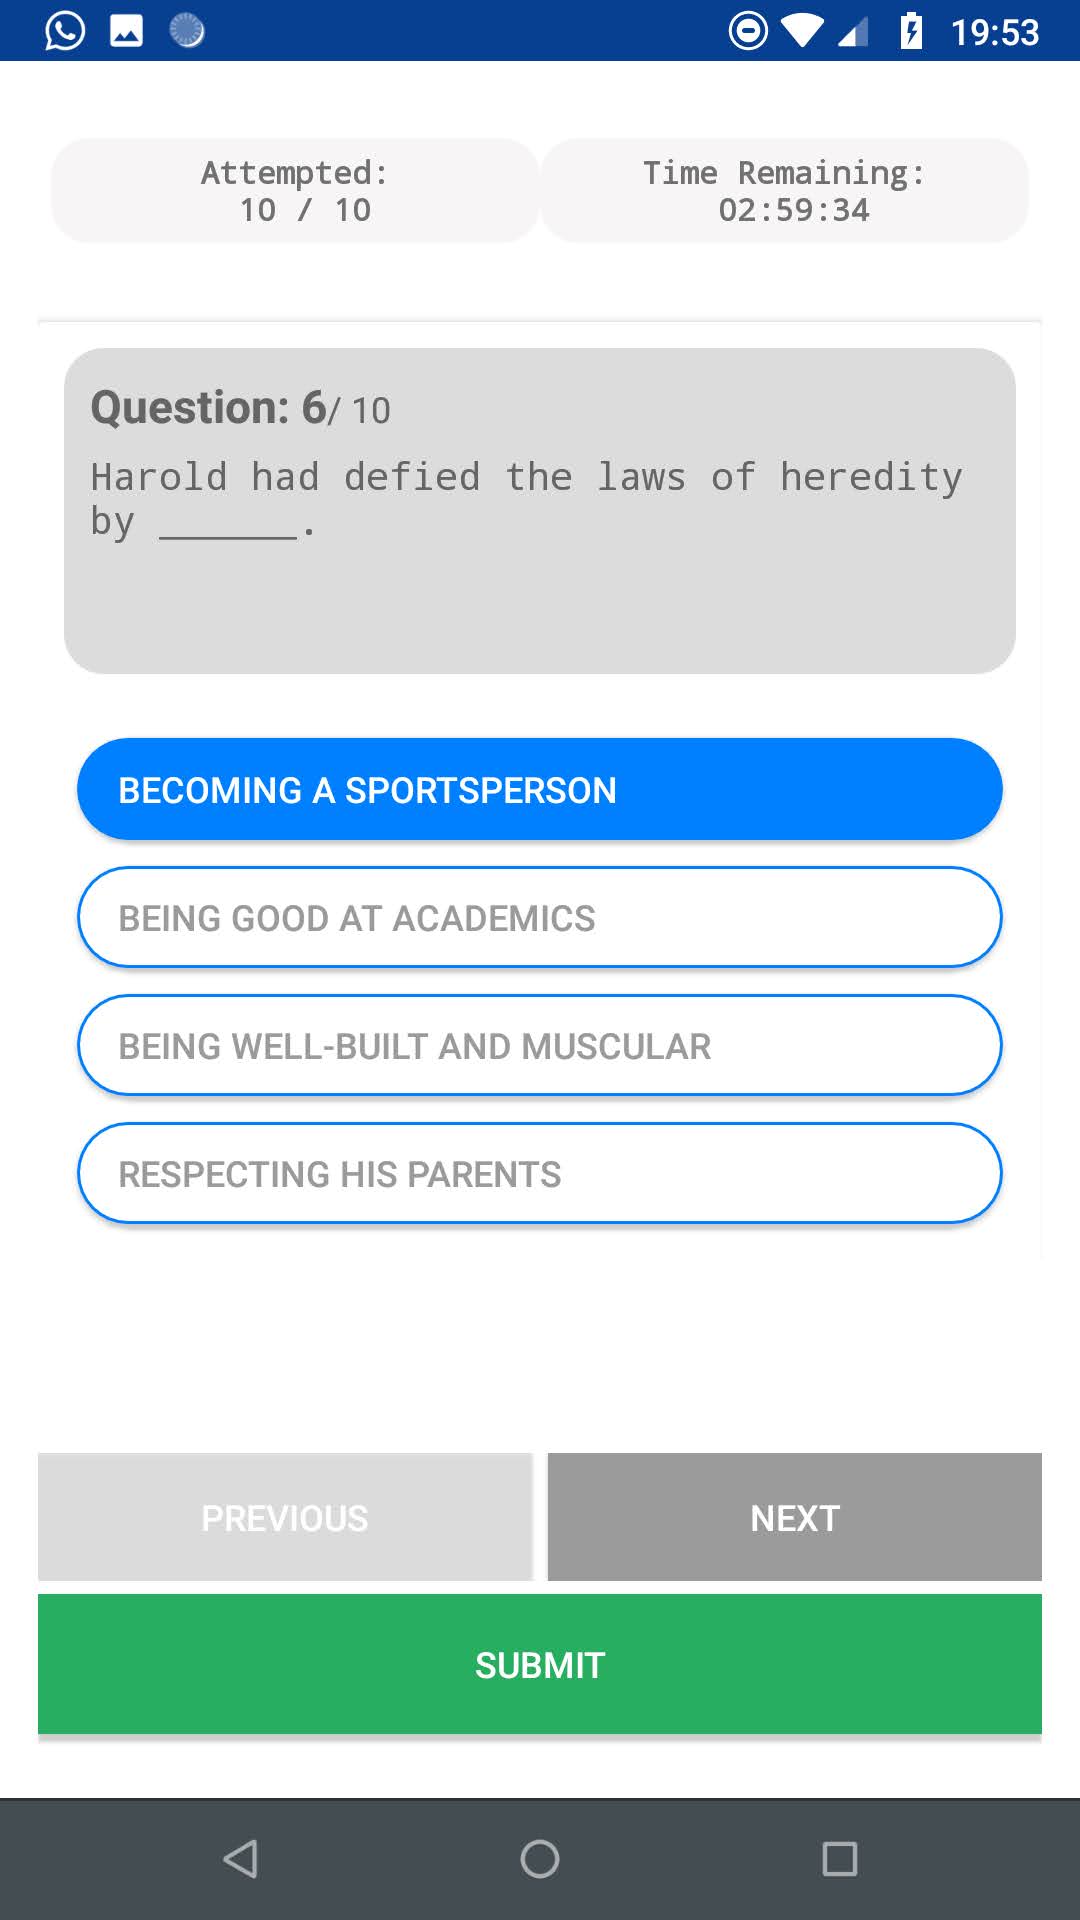 19:53
Attempted:
10 / 10
Time Remaining:
02:59:34
Question: 6/ 10
Harold had defied the laws of heredity
by ______.
BECOMING A SPORTSPERSON
BEING GOOD AT ACADEMICS
BEING WELL-BUILT AND MUSCULAR
RESPECTING HIS PARENTS
PREVIOUS
NEXT
SUBMIT